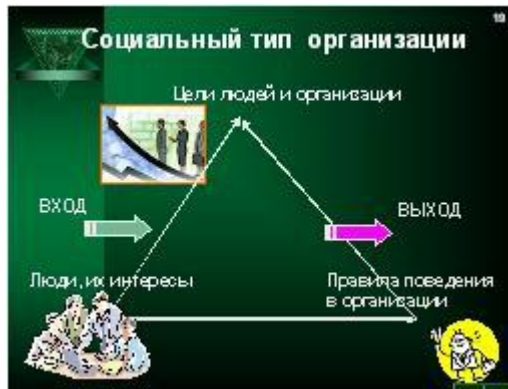 19
Социальный тип организации
Цели людей и организации
ВХОД
ВЫХОД
Люди, их интересы
Правила поведения
в организации